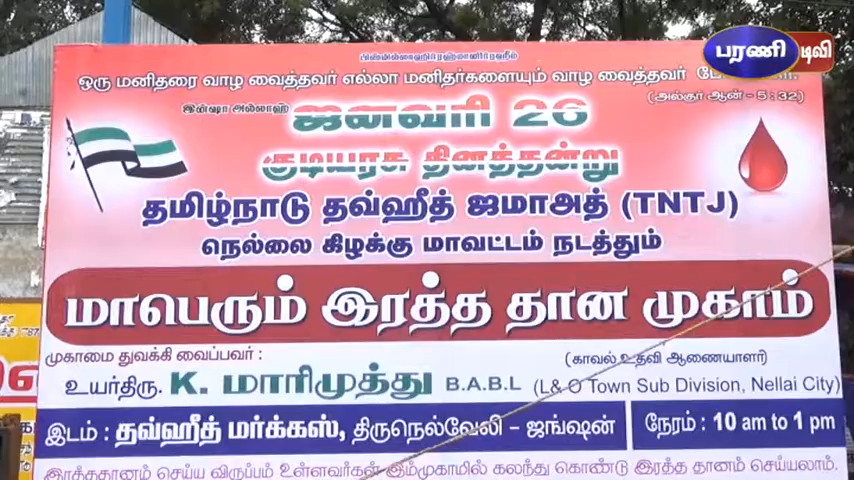 பரணி டிவி
பிஸ்மில்லாஹிர்ரஹ்மானிர்ரஹீம்
ஒரு மனிதரை வாழ வைத்தவர் எல்லா மனிதர்களையும் வாழ வைத்தவர்
(அல்குர்ஆன் - 5:32)
இன்ஷா அல்லாஹ் ஜனவரி 26
குடியரசு தினத்தன்று
தமிழ்நாடு தவ்ஹீத் ஜமாஅத் (TNTJ)
நெல்லை கிழக்கு மாவட்டம் நடத்தும்
மாபெரும் இரத்த தான முகாம்
முகாமை துவக்கி வைப்பவர் :
(காவல் உதவி ஆணையாளர்)
உயர்திரு. K. மாரிமுத்து B.A.B.L (L& O Town Sub Division, Nellai City)
இடம் : தவ்ஹீத் மர்க்கஸ், திருநெல்வேலி – ஜங்ஷன்
நேரம் : 10 am to 1 pm
இரத்ததானம் செய்ய விருப்பம் உள்ளவர்கள் இம்முகாமில் கலந்து கொண்டு இரத்த தானம் செய்யலாம்.